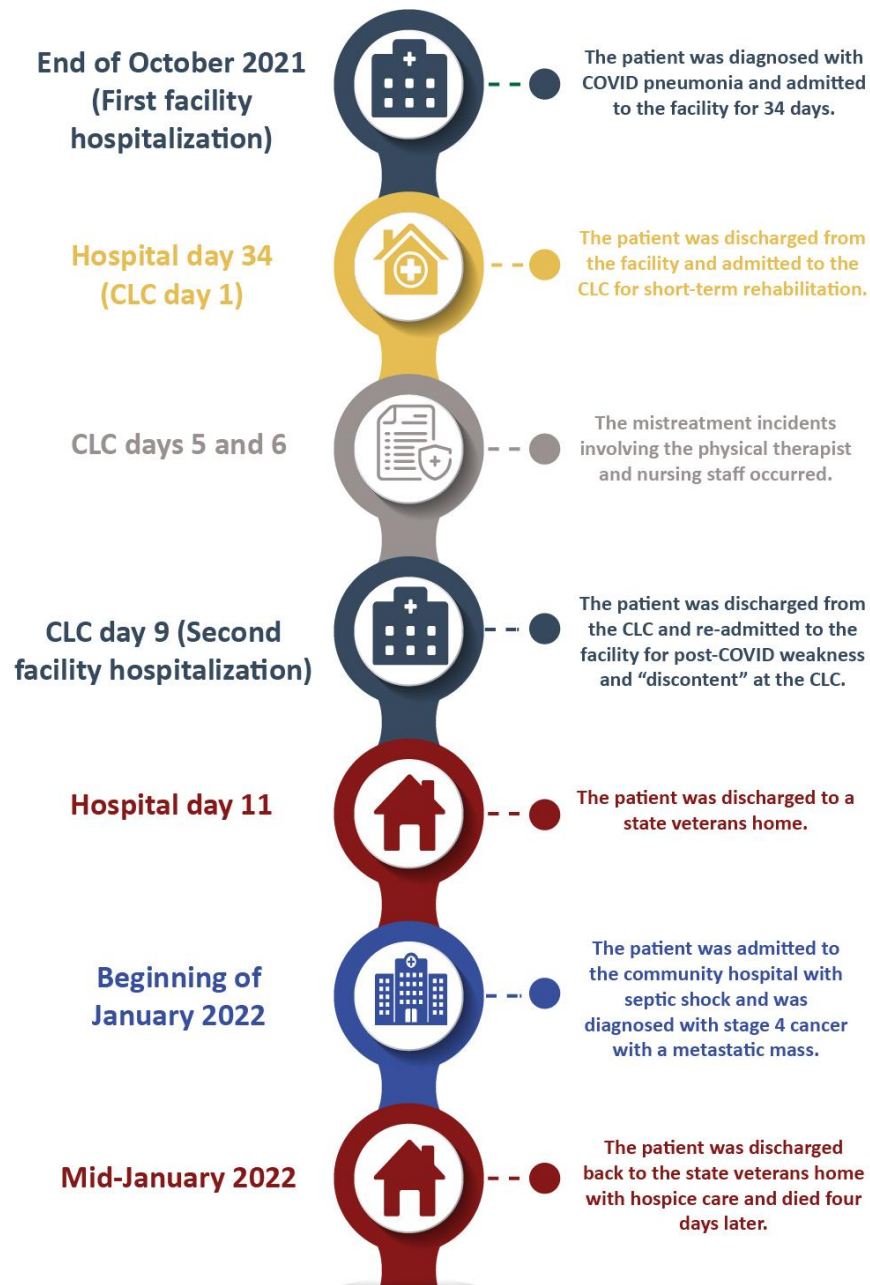 End of October 2021
(First facility
hospitalization)
The patient was diagnosed with
COVID pneumonia and admitted
to the facility for 34 days.
Hospital day 34
(CLC day 1)
The patient was discharged from
the facility and admitted to the
CLC for short-term rehabilitation.
CLC days 5 and 6
The mistreatment incidents
involving the physical therapist
and nursing staff occurred.
CLC day 9 (Second
facility hospitalization)
The patient was discharged from
the CLC and re-admitted to the
facility for post-COVID weakness
and “discontent” at the CLC.
Hospital day 11
The patient was discharged to a
state veterans home.
Beginning of
January 2022
The patient was admitted to
the community hospital with
septic shock and was
diagnosed with stage 4 cancer
with a metastatic mass.
Mid-January 2022
The patient was discharged
back to the state veterans home
with hospice care and died four
days later.